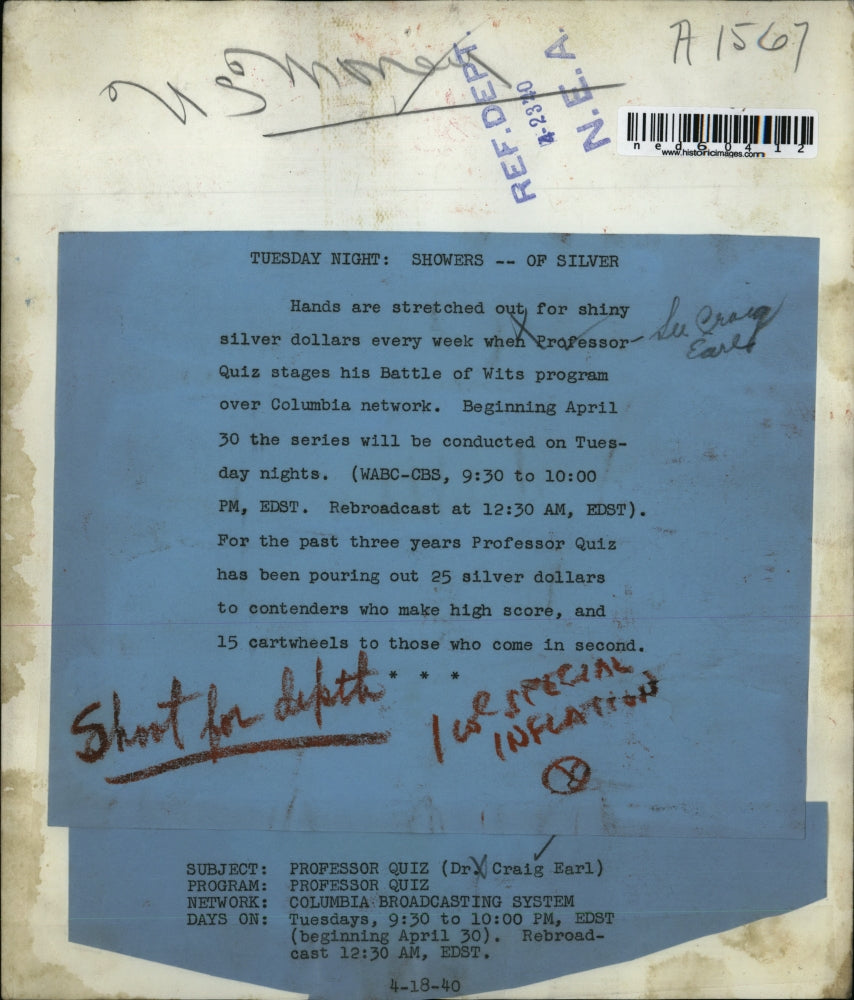 A 1567
U S Money
REF. DEPT.
4-23 40
N. E. A.
ned60412
www.historicimages.com
TUESDAY NIGHT: SHOWERS -- OF SILVER
Hands are stretched out for shiny
silver dollars every week when Professor
See Craig
Earl
Quiz stages his Battle of Wits program
over Columbia network. Beginning April
30 the series will be conducted on Tues-
day nights. (WABC-CBS, 9:30 to 10:00
PM, EDST. Rebroadcast at 12:30 AM, EDST).
For the past three years Professor Quiz
has been pouring out 25 silver dollars
to contenders who make high score, and
15 cartwheels to those who come in second.
* * *
Shoot for depth
SPECIAL
INFLATION
SUBJECT: PROFESSOR QUIZ (Dr. Craig Earl)
PROGRAM: PROFESSOR QUIZ
NETWORK: COLUMBIA BROADCASTING SYSTEM
DAYS ON: Tuesdays, 9:30 to 10:00 PM, EDST
(beginning April 30). Rebroad-
cast 12:30 AM, EDST.
4-18-40